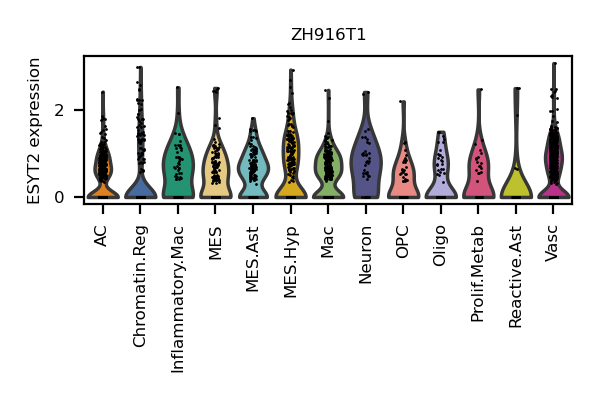 ZH916T1
ESYT2 expression
2
0
AC
Chromatin.Reg
Inflammatory.Mac
MES
MES.Ast
MES.Hyp
Mac
Neuron
OPC
Oligo
Prolif.Metab
Reactive.Ast
Vasc